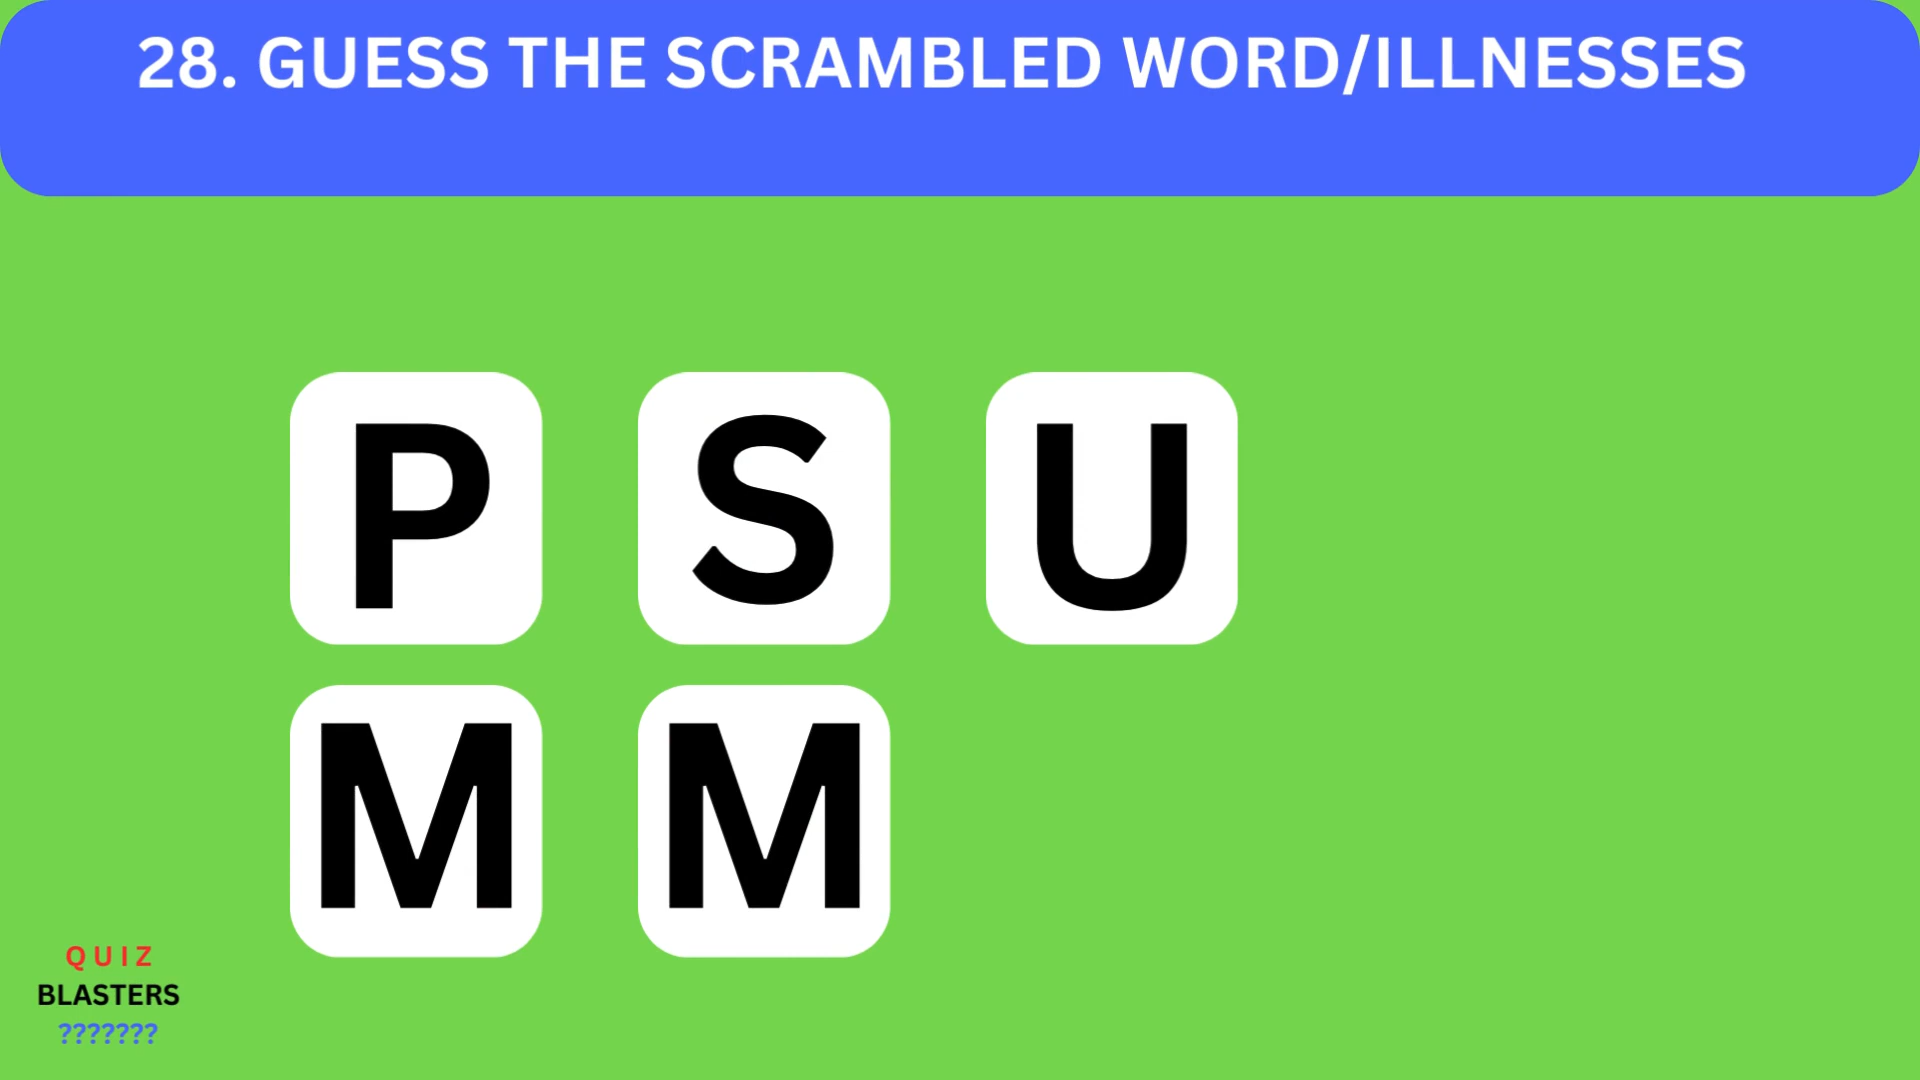 28. GUESS THE SCRAMBLED WORD/ILLNESSES
P S U
M M
QUIZ
BLASTERS
???????